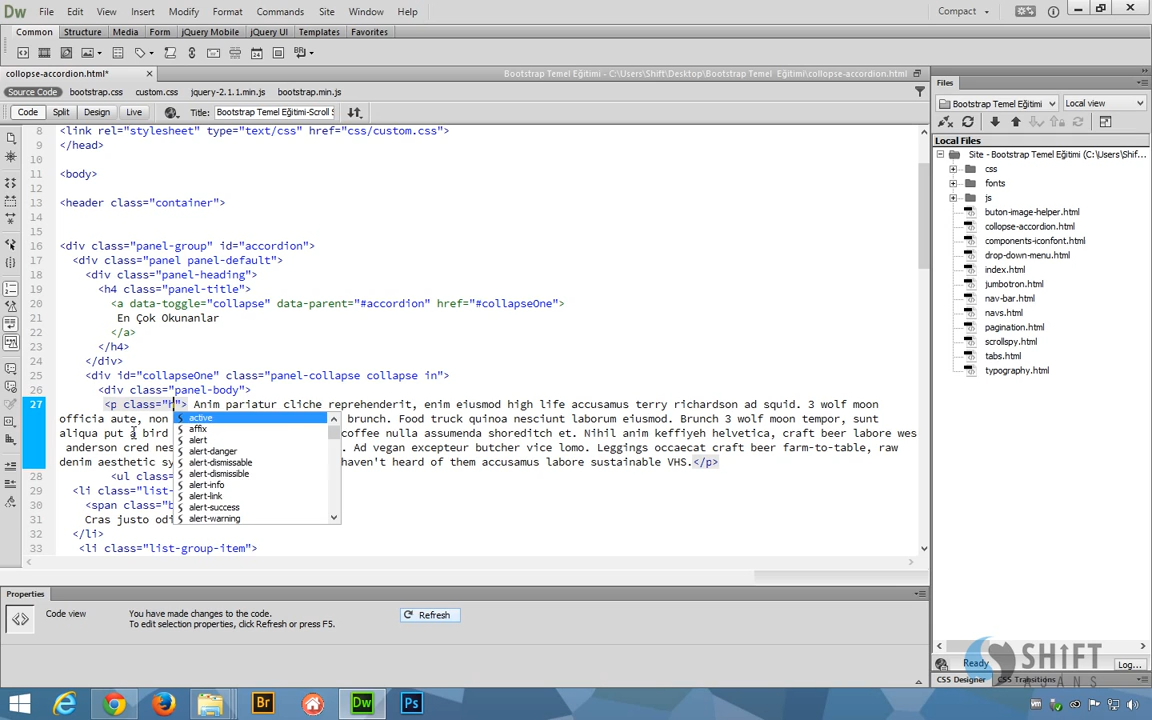 Dw File Edit View Insert Modify Format Commands Site Window Help Compact
Common Structure Media Form jQuery Mobile jQuery UI Templates Favorites
collapse-accordion.html* Bootstrap Temel Eğitimi - C:\Users\Shift\Desktop\Bootstrap Temel Eğitimi\collapse-accordion.html
Source Code bootstrap.css custom.css jquery-2.1.1.min.js bootstrap.min.js
Code Split Design Live Title: Bootstrap Temel Eğitimi-Scroll S
8 <link rel="stylesheet" type="text/css" href="css/custom.css">
9 </head>
10
11 <body>
12
13 <header class="container">
14
15
16 <div class="panel-group" id="accordion">
17 <div class="panel panel-default">
18 <div class="panel-heading">
19 <h4 class="panel-title">
20 <a data-toggle="collapse" data-parent="#accordion" href="#collapseOne">
21 En Çok Okunanlar
22 </a>
23 </h4>
24 </div>
25 <div id="collapseOne" class="panel-collapse collapse in">
26 <div class="panel-body">
27 <p class="h"> Anim pariatur cliche reprehenderit, enim eiusmod high life accusamus terry richardson ad squid. 3 wolf moon
officia aute, non brunch. Food truck quinoa nesciunt laborum eiusmod. Brunch 3 wolf moon tempor, sunt
aliqua put a bird coffee nulla assumenda shoreditch et. Nihil anim keffiyeh helvetica, craft beer labore wes
anderson cred nes . Ad vegan excepteur butcher vice lomo. Leggings occaecat craft beer farm-to-table, raw
denim aesthetic sy haven't heard of them accusamus labore sustainable VHS.</p>
28 <ul class=
29 <li class="list-
30 <span class="b
31 Cras justo odi
32 </li>
33 <li class="list-group-item">
active
affix
alert
alert-danger
alert-dismissable
alert-dismissible
alert-info
alert-link
alert-success
alert-warning
Properties
Code view You have made changes to the code.
To edit selection properties, click Refresh or press F5.
Refresh
Files
Bootstrap Temel Eğitimi Local view
Local Files
Site - Bootstrap Temel Eğitimi (C:\Users\Shif...
css
fonts
js
buton-image-helper.html
collapse-accordion.html
components-iconfont.html
drop-down-menu.html
index.html
jumbotron.html
nav-bar.html
navs.html
pagination.html
scrollspy.html
tabs.html
typography.html
Ready Log...
CSS Designer CSS Transitions
SHiFT
AJANS
Br Dw Ps